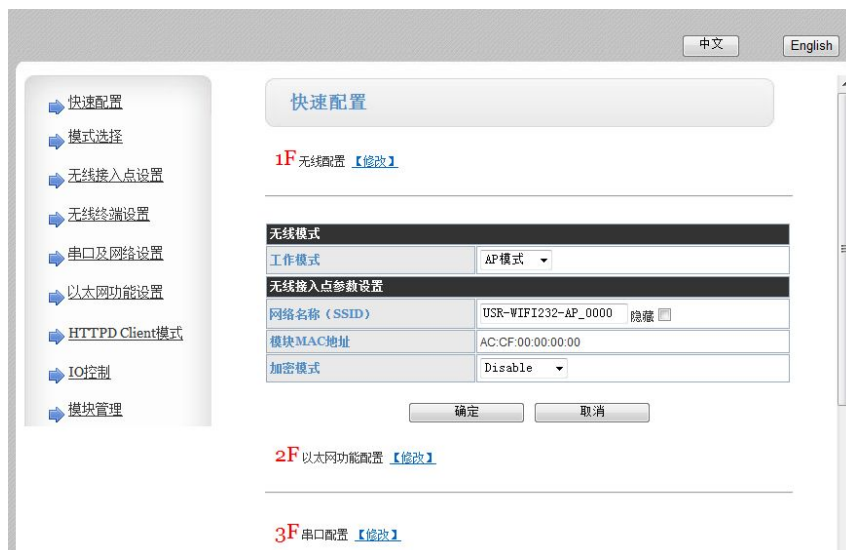 中文 English
快速配置
模式选择
无线接入点设置
无线终端设置
串口及网络设置
以太网功能设置
HTTPD Client模式
IO控制
模块管理
快速配置
1F 无线配置 【修改】
无线模式
工作模式 AP模式
无线接入点参数设置
网络名称（SSID） USR-WIFI232-AP_0000 隐藏
模块MAC地址 AC:CF:00:00:00:00
加密模式 Disable
确定 取消
2F 以太网功能配置 【修改】
3F 串口配置 【修改】